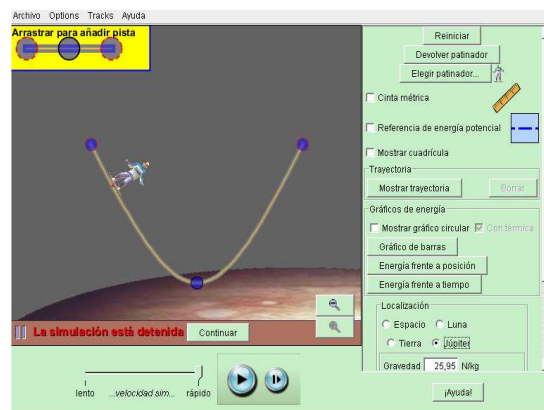 Archivo Options Tracks Ayuda
Arrastrar para añadir pista
Reiniciar
Devolver patinador
Elegir patinador...
Cinta métrica
Referencia de energía potencial
Mostrar cuadrícula
Trayectoria
Mostrar trayectoria Borrar
Gráficos de energía
Mostrar gráfico circular Con térmica
Gráfico de barras
Energía frente a posición
Energía frente a tiempo
Localización
Espacio Luna
Tierra Júpiter
Gravedad 25,95 N/kg
¡Ayuda!
La simulación está detenida Continuar
lento ...velocidad sim... rápido